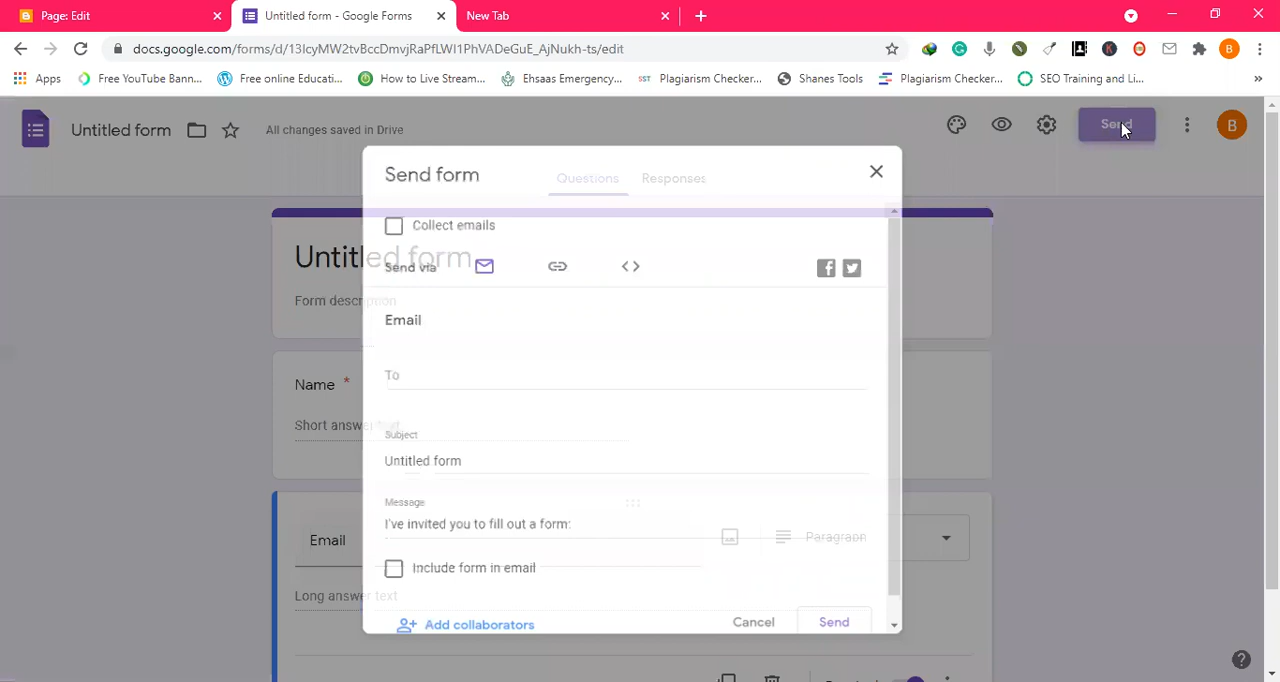 Page: Edit
Untitled form - Google Forms
New Tab
docs.google.com/forms/d/13IcyMW2tvBccDmvjRaPfLWI1PhVADeGuE_AjNukh-ts/edit
B
Apps
Free YouTube Bann...
Free online Educati...
How to Live Stream...
Ehsaas Emergency,...
SST
Plagiarism Checker...
Shanes Tools
Plagiarism Checker...
SEO Training and Li...
»
Untitled form
All changes saved in Drive
Send
B
Send form
Questions
Responses
Collect emails
Untitled form
Send via
Form description
Email
Name *
To
Short answer text
Subject
Untitled form
Message
I've invited you to fill out a form:
Email
Paragraph
Include form in email
Long answer text
Add collaborators
Cancel
Send